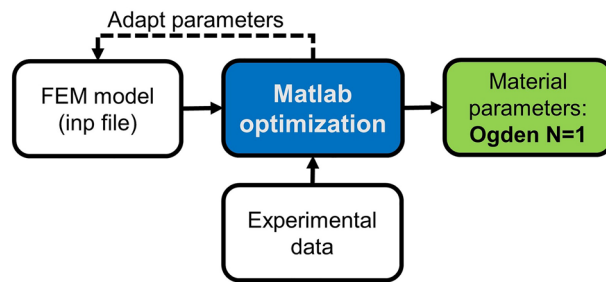 Adapt parameters
FEM model
(inp file)
Matlab
optimization
Material
parameters:
Ogden N=1
Experimental
data